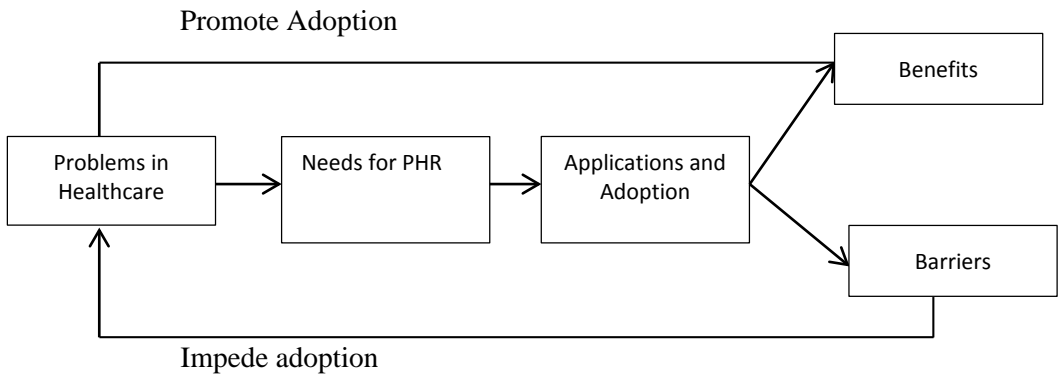 Promote Adoption
Benefits
Problems in
Healthcare
Needs for PHR
Applications and
Adoption
Barriers
Impede adoption